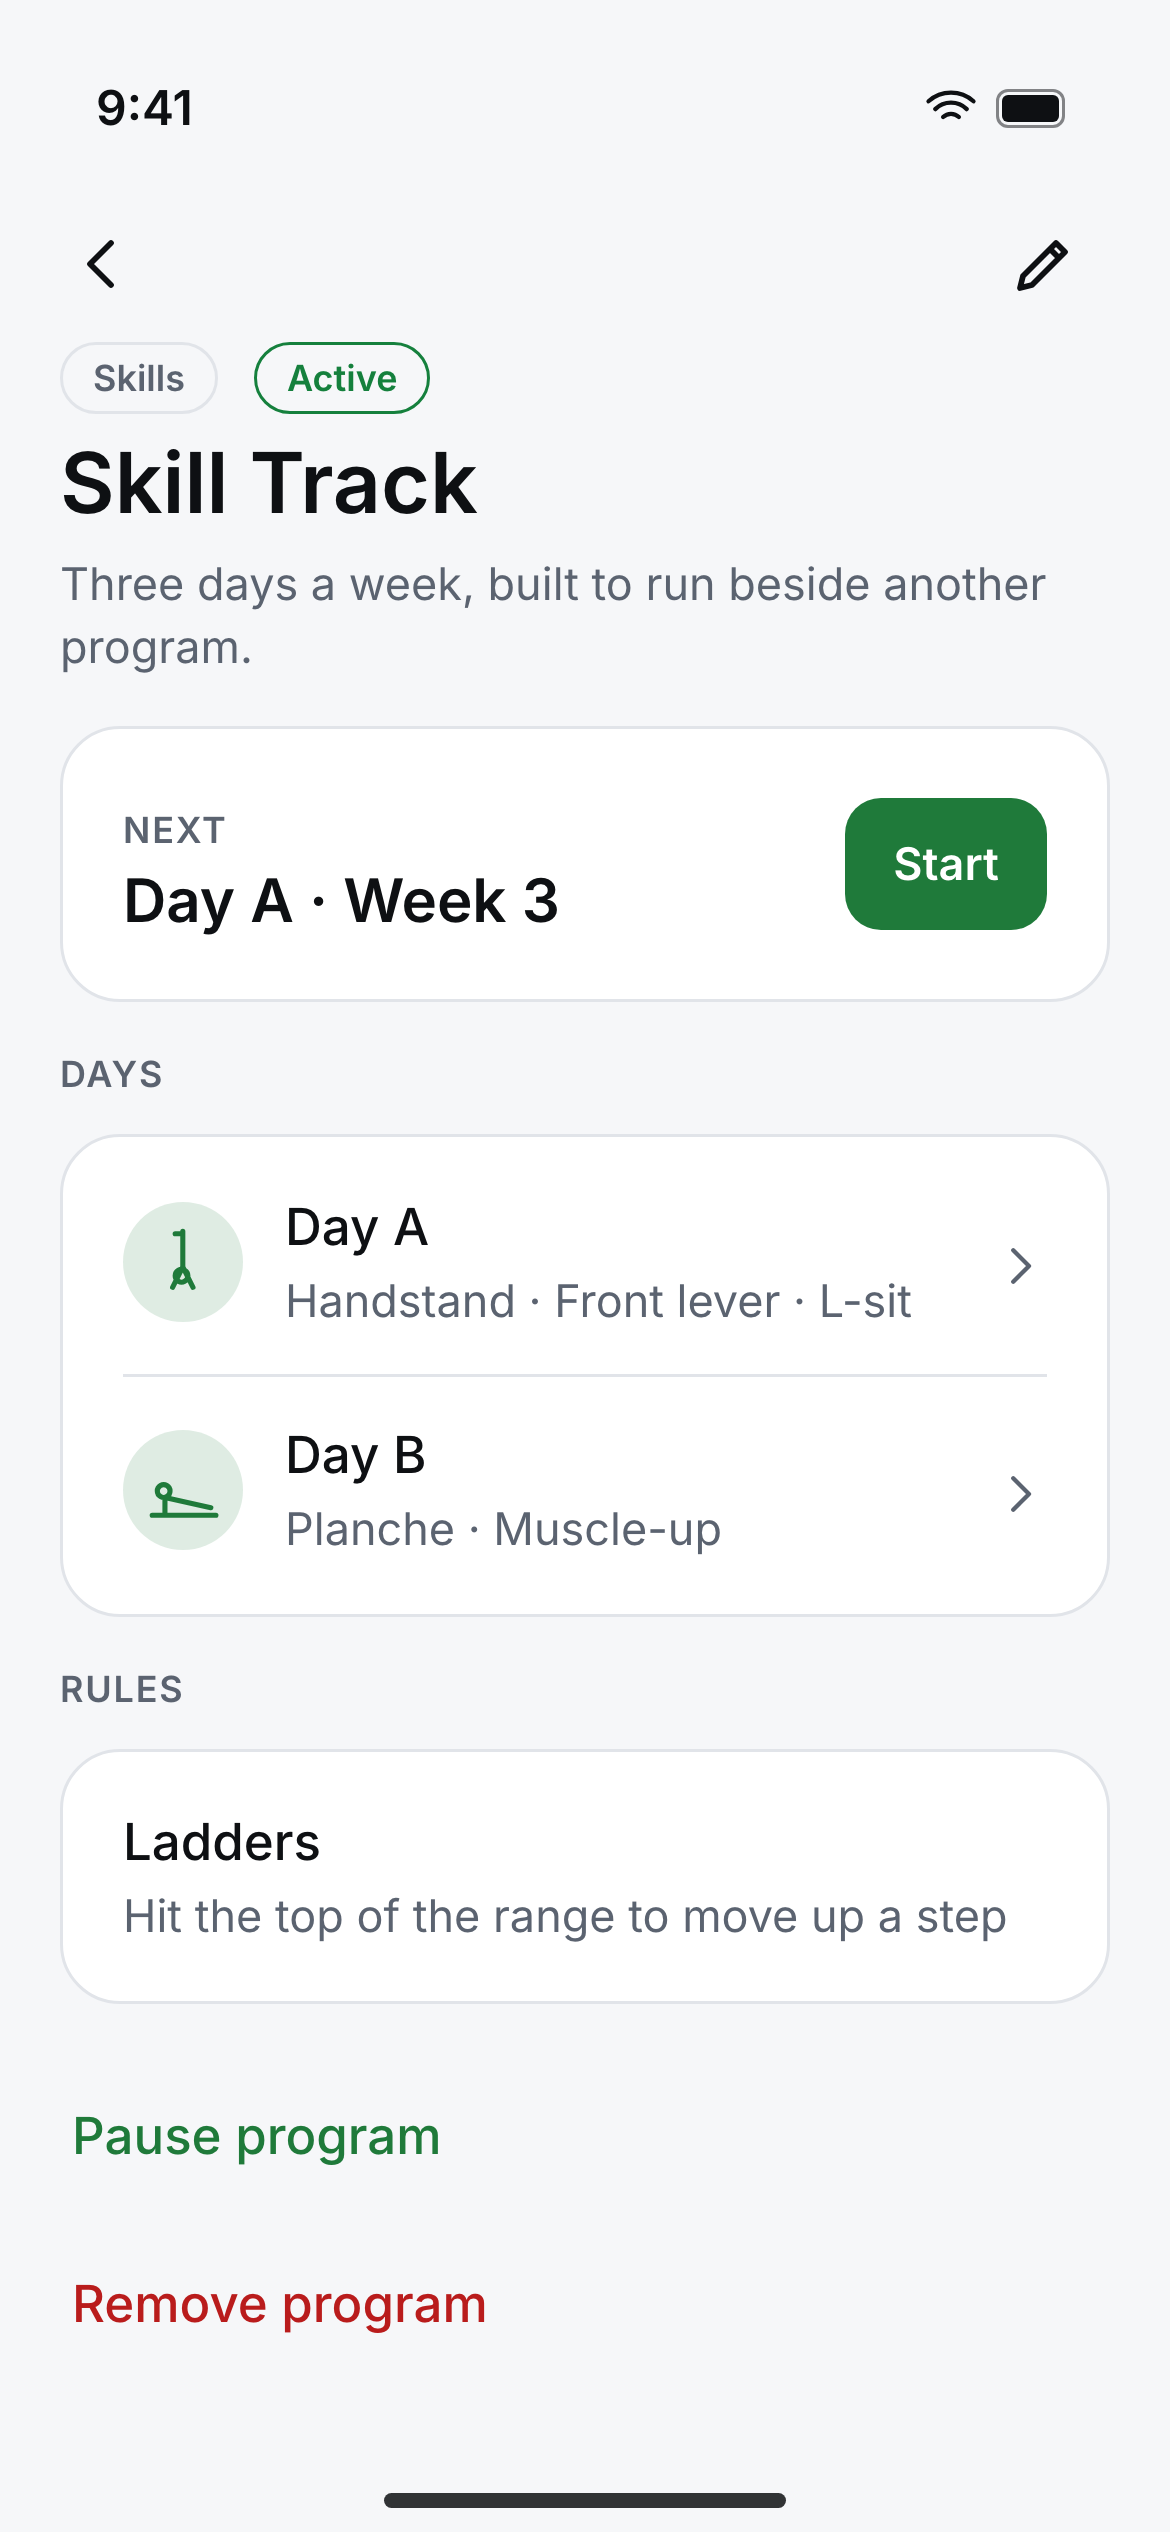 9:41
Skills
Active
Skill Track
Three days a week, built to run beside another
program.
NEXT
Day A · Week 3
Start
DAYS
Day A
Handstand · Front lever · L-sit
Day B
Planche · Muscle-up
RULES
Ladders
Hit the top of the range to move up a step
Pause program
Remove program